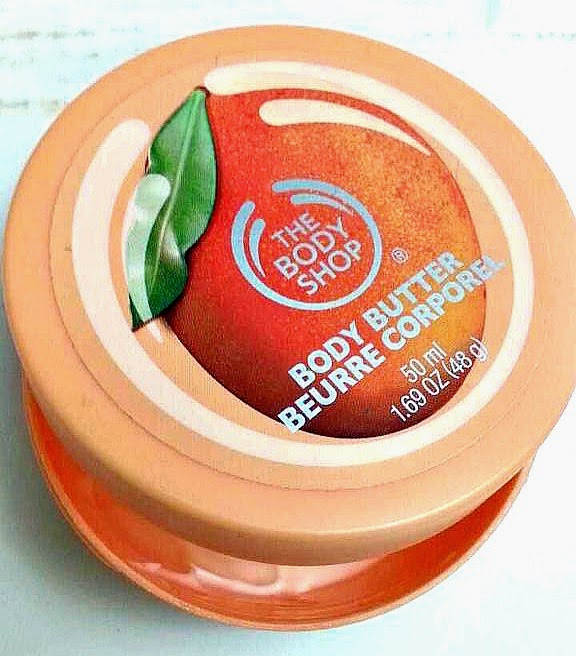 THE
BODY
SHOP
®
BODY BUTTER
BEURRE CORPOREL
50 ml
1.69 OZ (48 g)